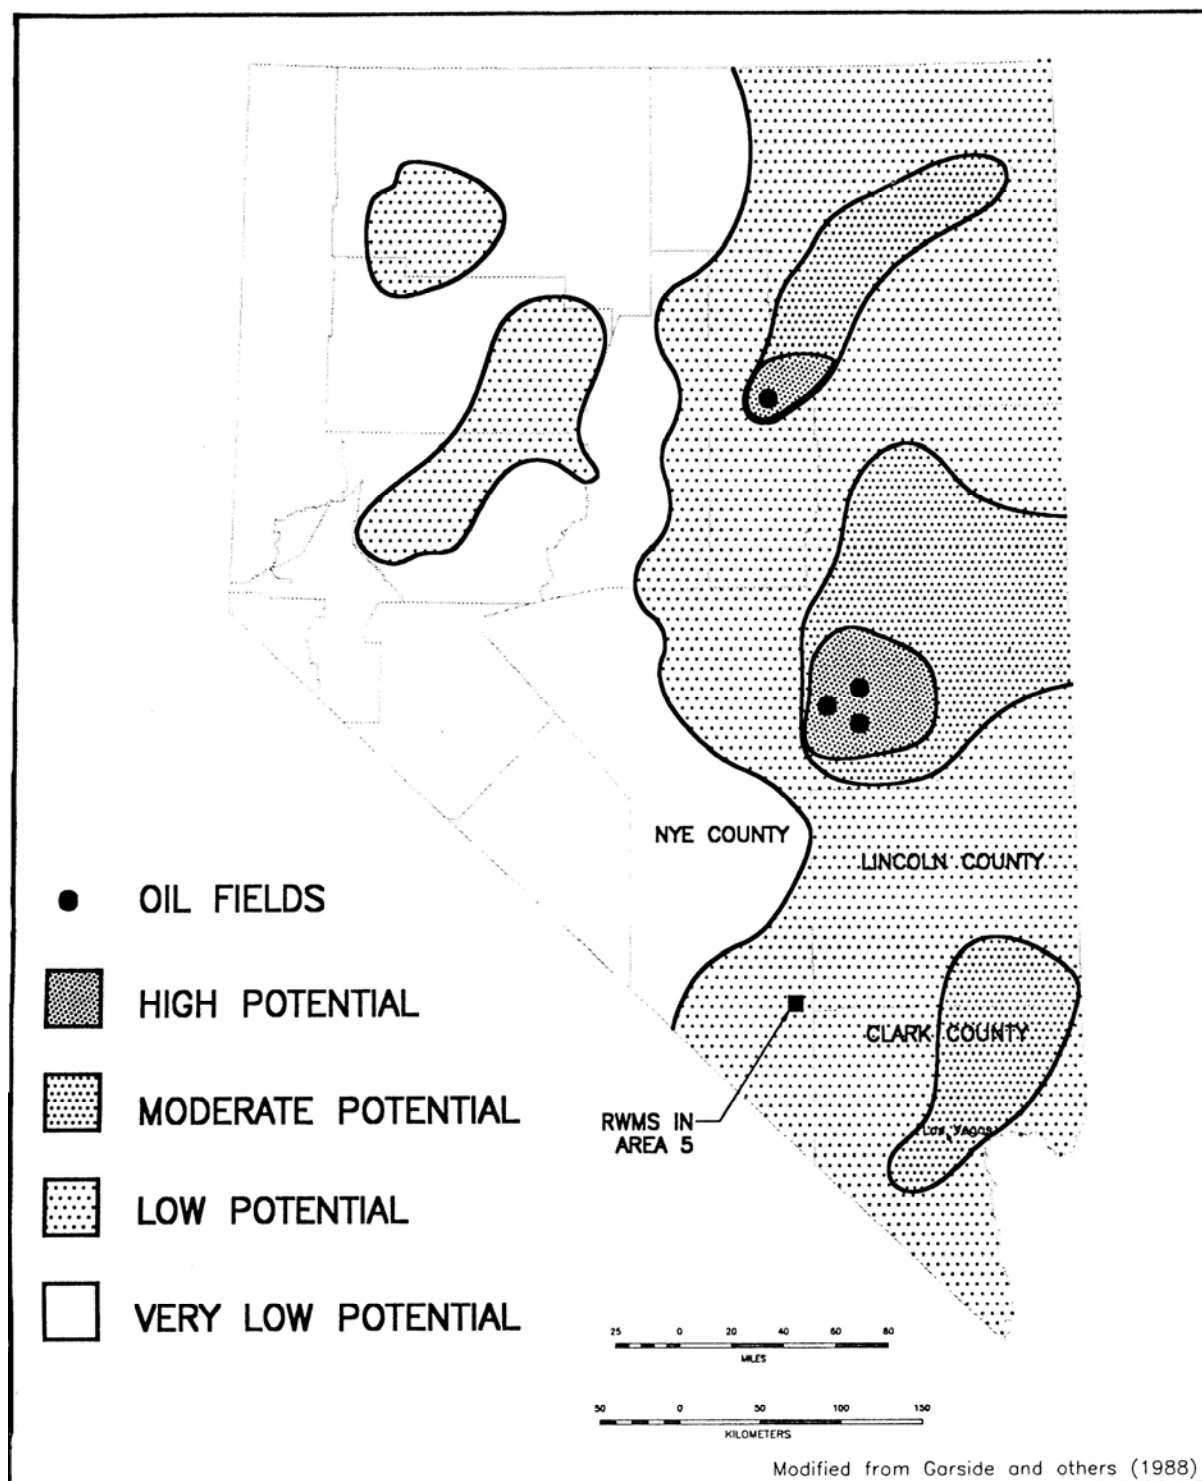 NYE COUNTY
LINCOLN COUNTY
CLARK COUNTY
Las Vegas
RWMS IN
AREA 5
OIL FIELDS
HIGH POTENTIAL
MODERATE POTENTIAL
LOW POTENTIAL
VERY LOW POTENTIAL
25 0 20 40 60 80
MILES
50 0 50 100 150
KILOMETERS
Modified from Garside and others (1988)